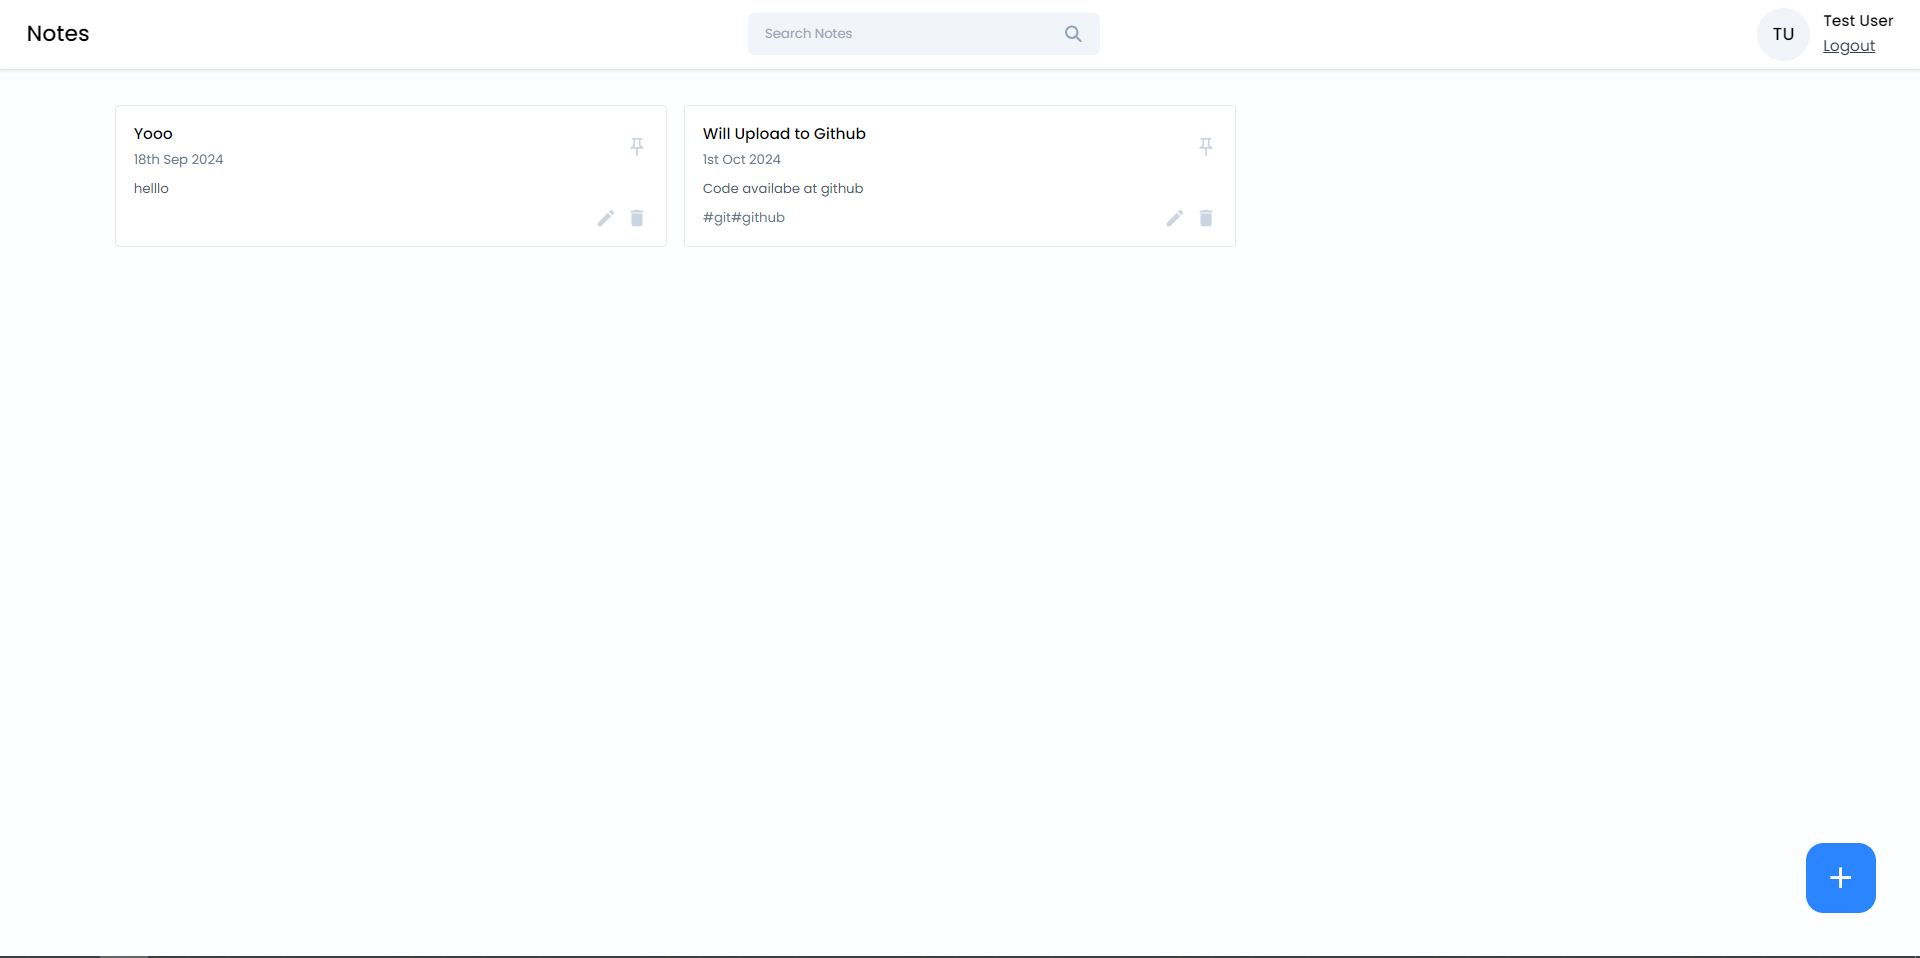 Notes
Search Notes
TU
Test User
Logout
Yooo
18th Sep 2024
helllo
Will Upload to Github
1st Oct 2024
Code availabe at github
#git#github